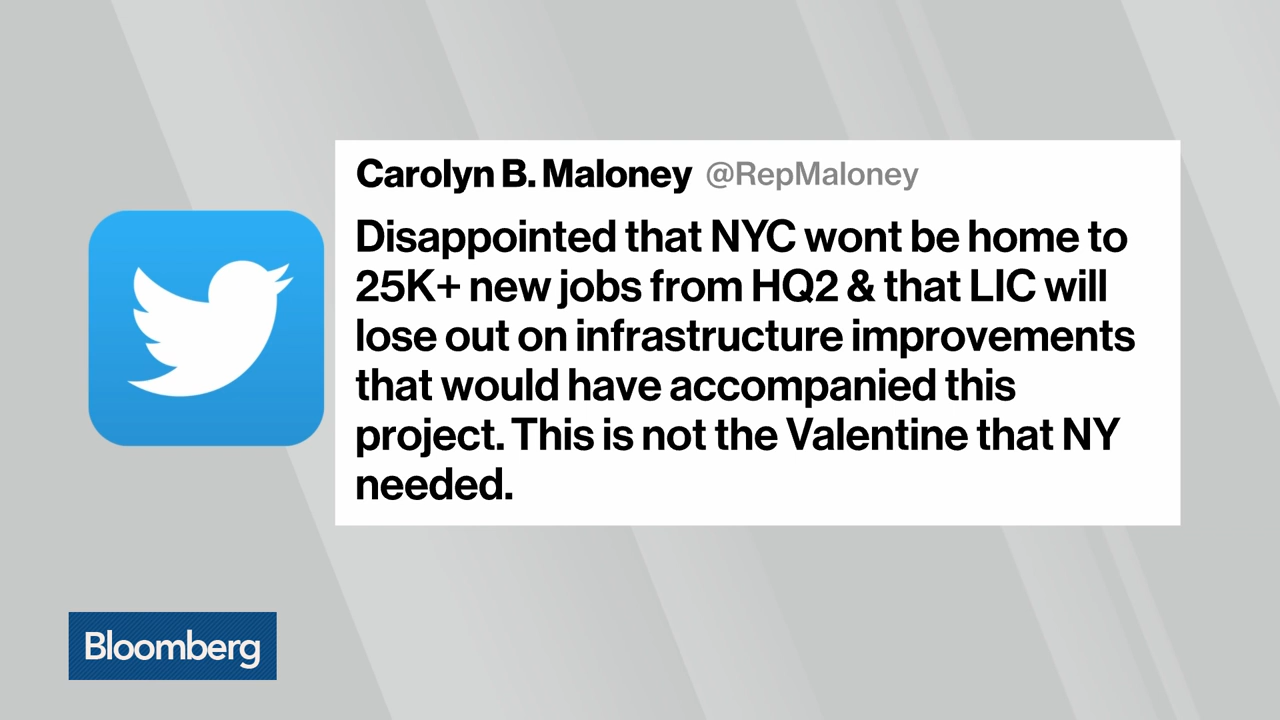 Carolyn B. Maloney @RepMaloney
Disappointed that NYC wont be home to
25K+ new jobs from HQ2 & that LIC will
lose out on infrastructure improvements
that would have accompanied this
project. This is not the Valentine that NY
needed.
Bloomberg